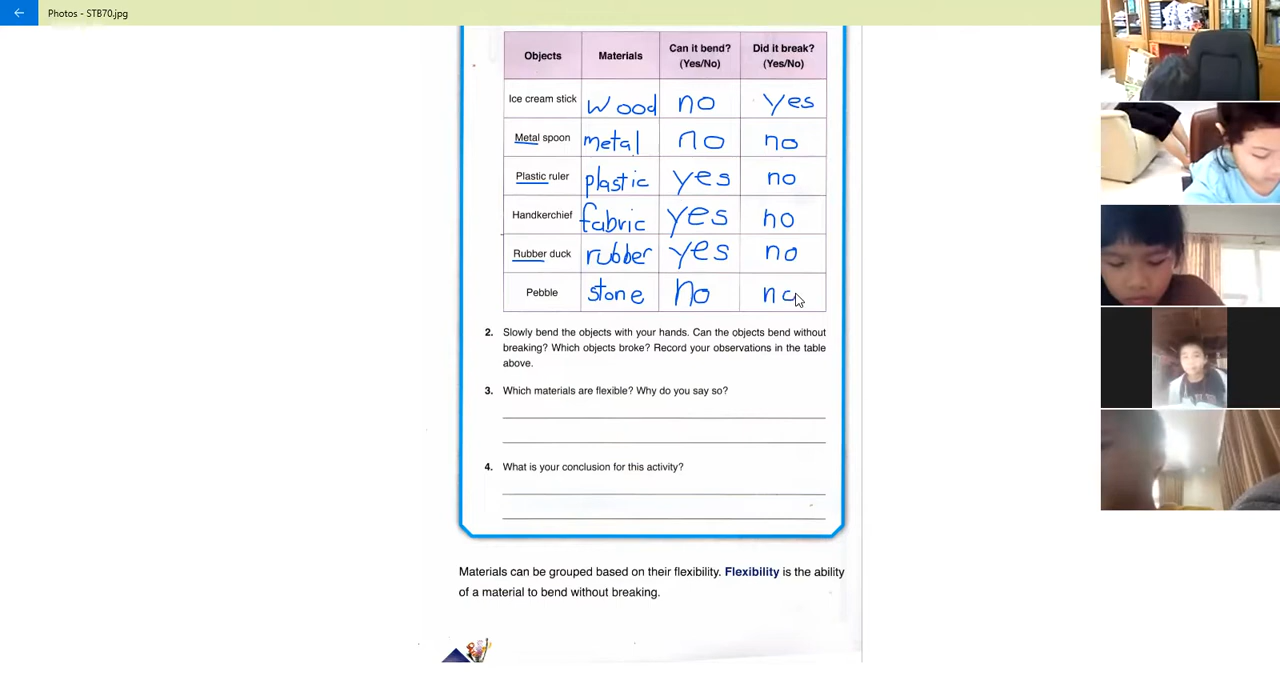 Photos - STB70.jpg
Objects Materials Can it bend? (Yes/No) Did it break? (Yes/No)
Ice cream stick wood no yes
Metal spoon metal no no
Plastic ruler plastic yes no
Handkerchief fabric yes no
Rubber duck rubber yes no
Pebble stone no no
2. Slowly bend the objects with your hands. Can the objects bend without
breaking? Which objects broke? Record your observations in the table
above.
3. Which materials are flexible? Why do you say so?
4. What is your conclusion for this activity?
Materials can be grouped based on their flexibility. Flexibility is the ability
of a material to bend without breaking.